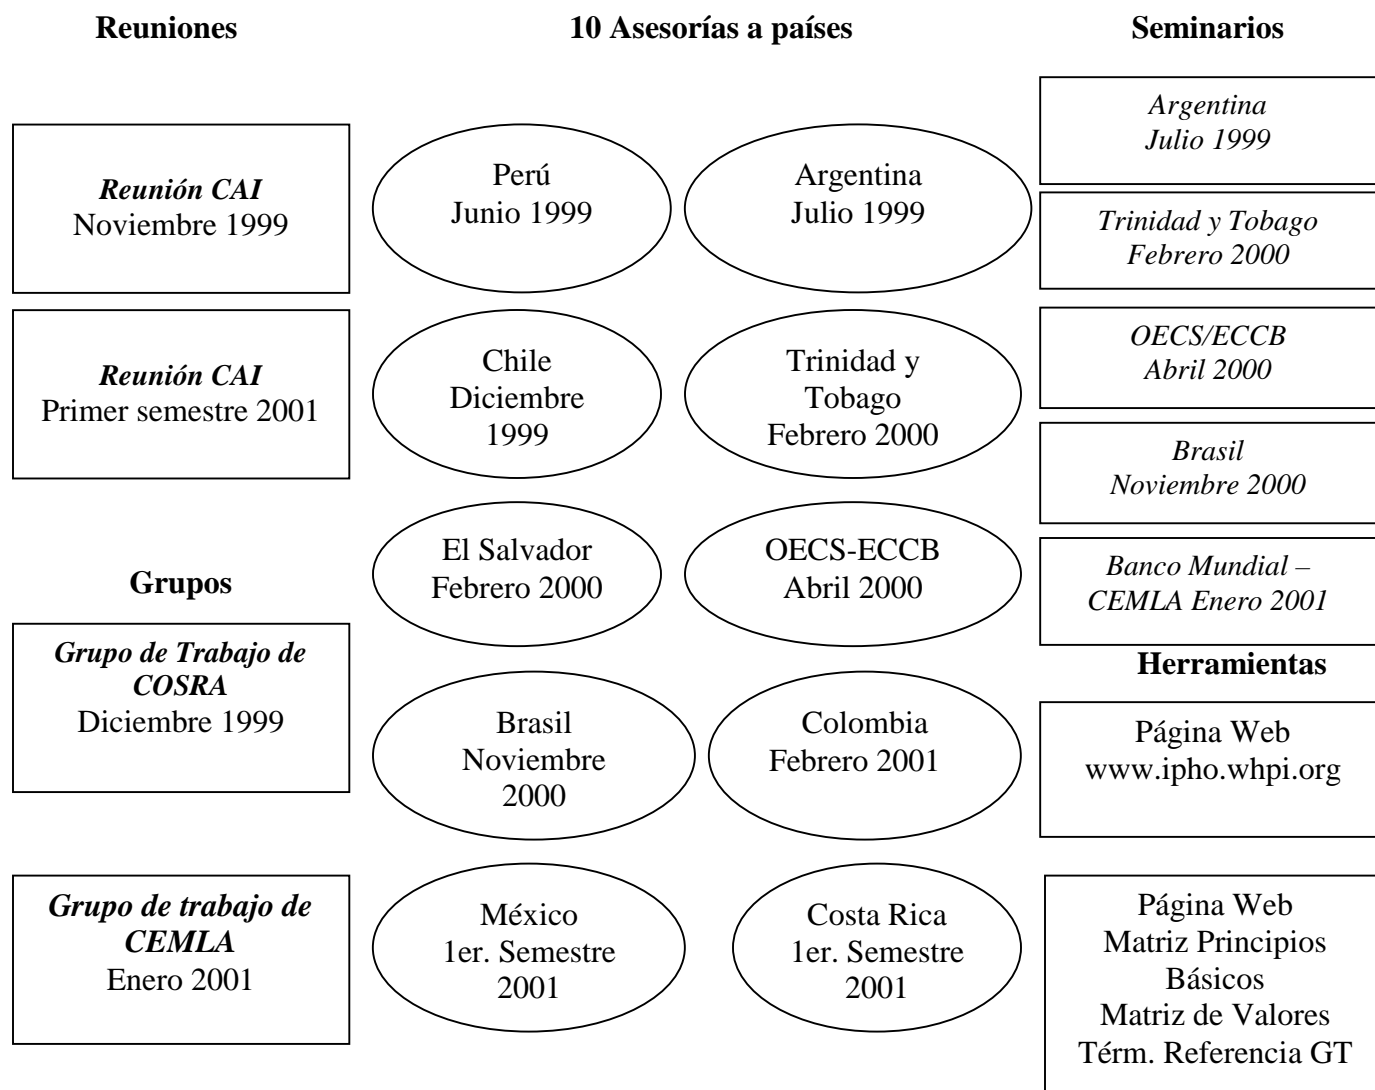 Reuniones
Reunión CAI
Noviembre 1999
Reunión CAI
Primer semestre 2001
Grupos
Grupo de Trabajo de
COSRA
Diciembre 1999
Grupo de trabajo de
CEMLA
Enero 2001
10 Asesorías a países
Perú
Junio 1999
Argentina
Julio 1999
Chile
Diciembre
1999
Trinidad y
Tobago
Febrero 2000
El Salvador
Febrero 2000
OECS-ECCB
Abril 2000
Brasil
Noviembre
2000
Colombia
Febrero 2001
México
1er. Semestre
2001
Costa Rica
1er. Semestre
2001
Seminarios
Argentina
Julio 1999
Trinidad y Tobago
Febrero 2000
OECS/ECCB
Abril 2000
Brasil
Noviembre 2000
Banco Mundial –
CEMLA Enero 2001
Herramientas
Página Web
www.ipho.whpi.org
Página Web
Matriz Principios
Básicos
Matriz de Valores
Térm. Referencia GT